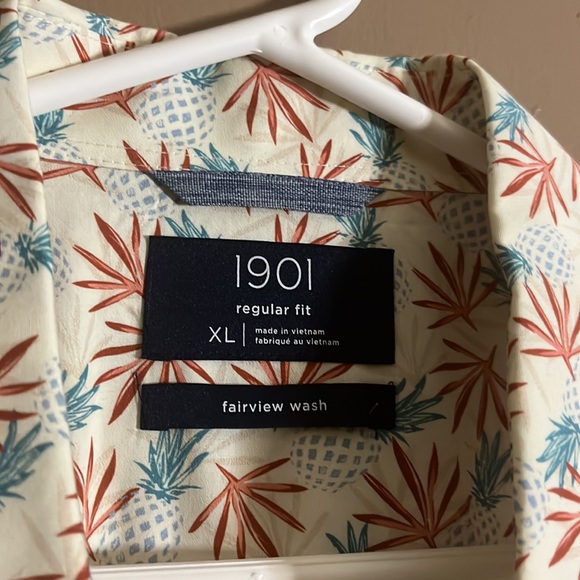 1901
regular fit
XL
made in vietnam
fabriqué au vietnam
fairview wash